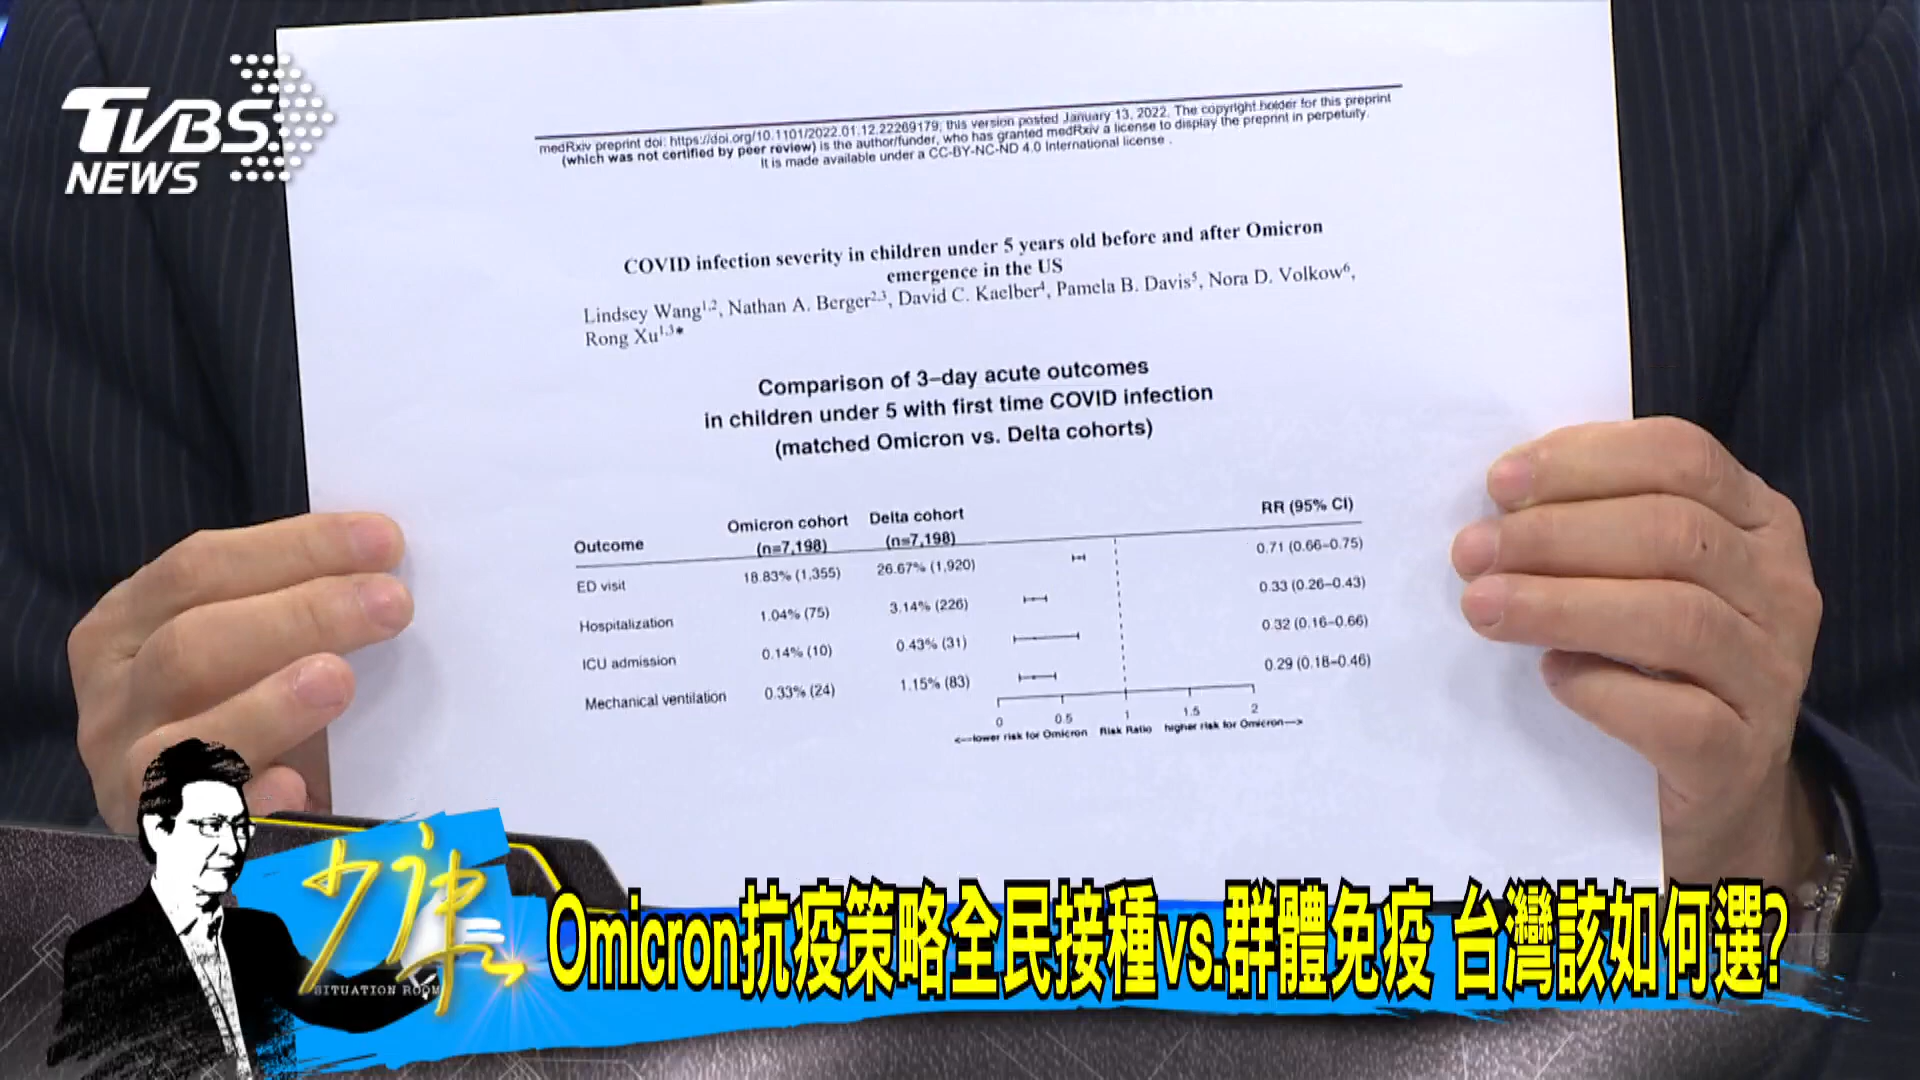 TVBS
NEWS
medRxiv preprint doi: https://doi.org/10.1101/2022.01.12.22269179; this version posted January 13, 2022. The copyright holder for this preprint
(which was not certified by peer review) is the author/funder, who has granted medRxiv a license to display the preprint in perpetuity.
It is made available under a CC-BY-NC-ND 4.0 International license .
COVID infection severity in children under 5 years old before and after Omicron
emergence in the US
Lindsey Wang1,2, Nathan A. Berger2,3, David C. Kaelber4, Pamela B. Davis5, Nora D. Volkow6,
Rong Xu1,3*
Comparison of 3–day acute outcomes
in children under 5 with first time COVID infection
(matched Omicron vs. Delta cohorts)
Outcome Omicron cohort (n=7,198) Delta cohort (n=7,198) RR (95% CI)
ED visit 18.83% (1,355) 26.67% (1,920) 0.71 (0.66–0.75)
Hospitalization 1.04% (75) 3.14% (226) 0.33 (0.26–0.43)
ICU admission 0.14% (10) 0.43% (31) 0.32 (0.16–0.66)
Mechanical ventilation 0.33% (24) 1.15% (83) 0.29 (0.18–0.46)
0 0.5 1 1.5 2
<––lower risk for Omicron Risk Ratio higher risk for Omicron––>
少康
SITUATION ROOM
Omicron抗疫策略全民接種vs.群體免疫 台灣該如何選?